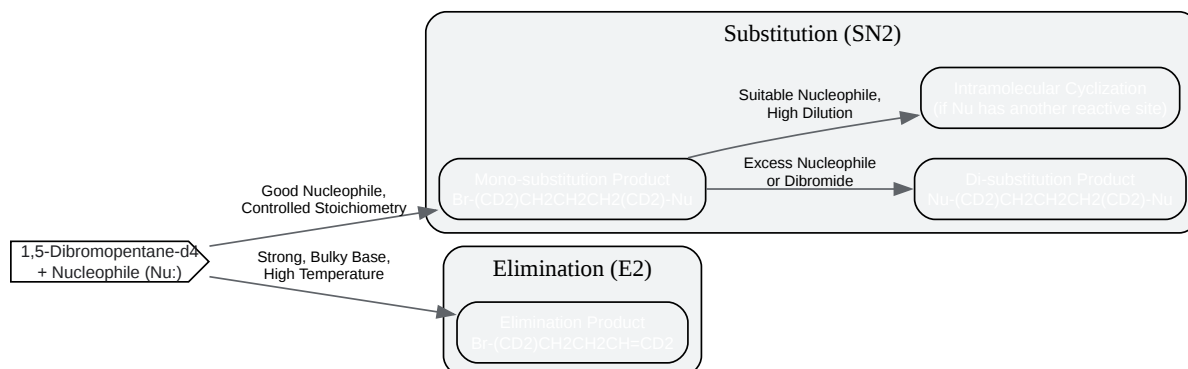 Substitution (SN2)
Intramolecular Cyclization
(if Nu has another reactive site)
Suitable Nucleophile,
High Dilution
Mono-substitution Product
Br-(CD2)CH2CH2CH2(CD2)-Nu
Excess Nucleophile
or Dibromide
Di-substitution Product
Nu-(CD2)CH2CH2CH2(CD2)-Nu
Good Nucleophile,
Controlled Stoichiometry
1,5-Dibromopentane-d4
+ Nucleophile (Nu:)
Strong, Bulky Base,
High Temperature
Elimination (E2)
Elimination Product
Br-(CD2)CH2CH2CH=CD2